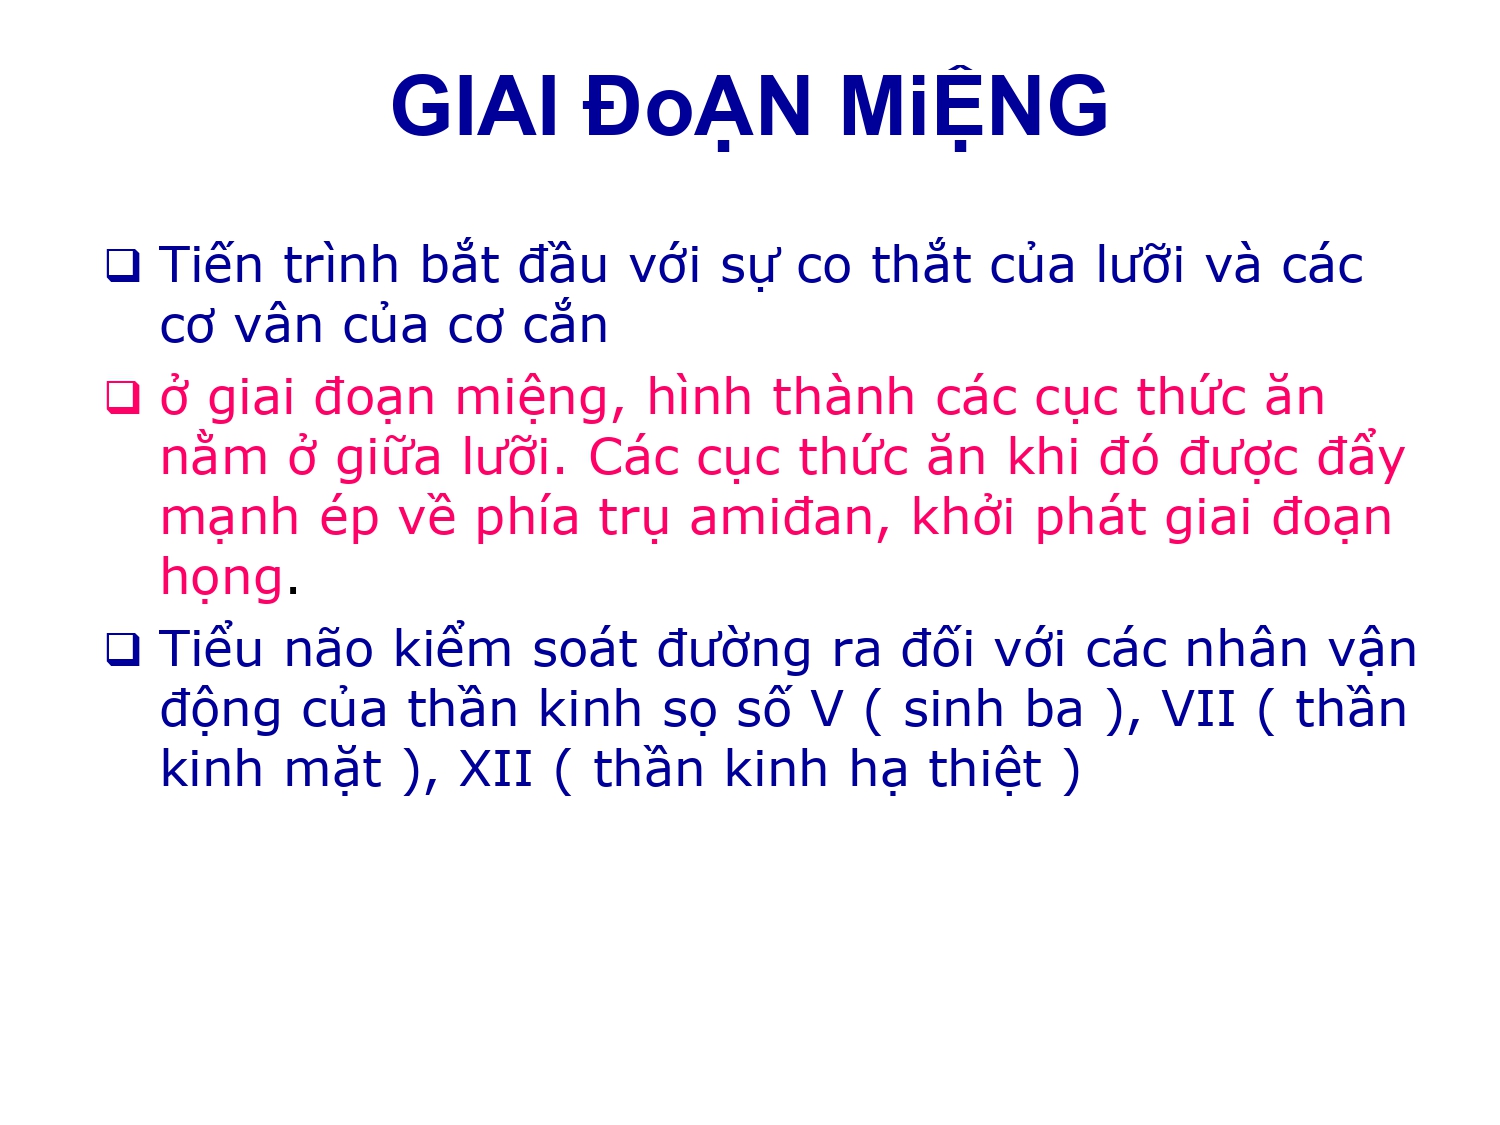 GIAI ĐoẠN MiỆNG
❑ Tiến trình bắt đầu với sự co thắt của lưỡi và các
cơ vân của cơ cắn
❑ ở giai đoạn miệng, hình thành các cục thức ăn
nằm ở giữa lưỡi. Các cục thức ăn khi đó được đẩy
mạnh ép về phía trụ amiđan, khởi phát giai đoạn
họng.
❑ Tiểu não kiểm soát đường ra đối với các nhân vận
động của thần kinh sọ số V ( sinh ba ), VII ( thần
kinh mặt ), XII ( thần kinh hạ thiệt )